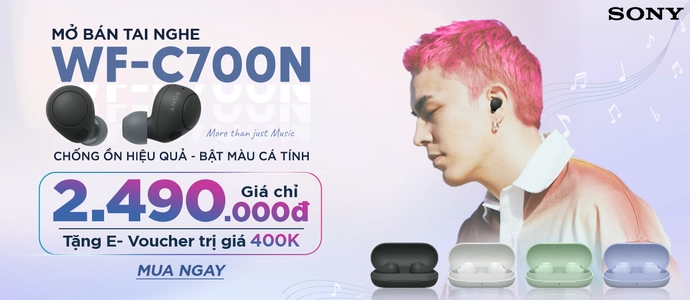 SONY
MỞ BÁN TAI NGHE
WF-C700N
More than just Music
CHỐNG ỒN HIỆU QUẢ - BẬT MÀU CÁ TÍNH
Giá chỉ
2.490.000đ
Tặng E- Voucher trị giá 400K
MUA NGAY